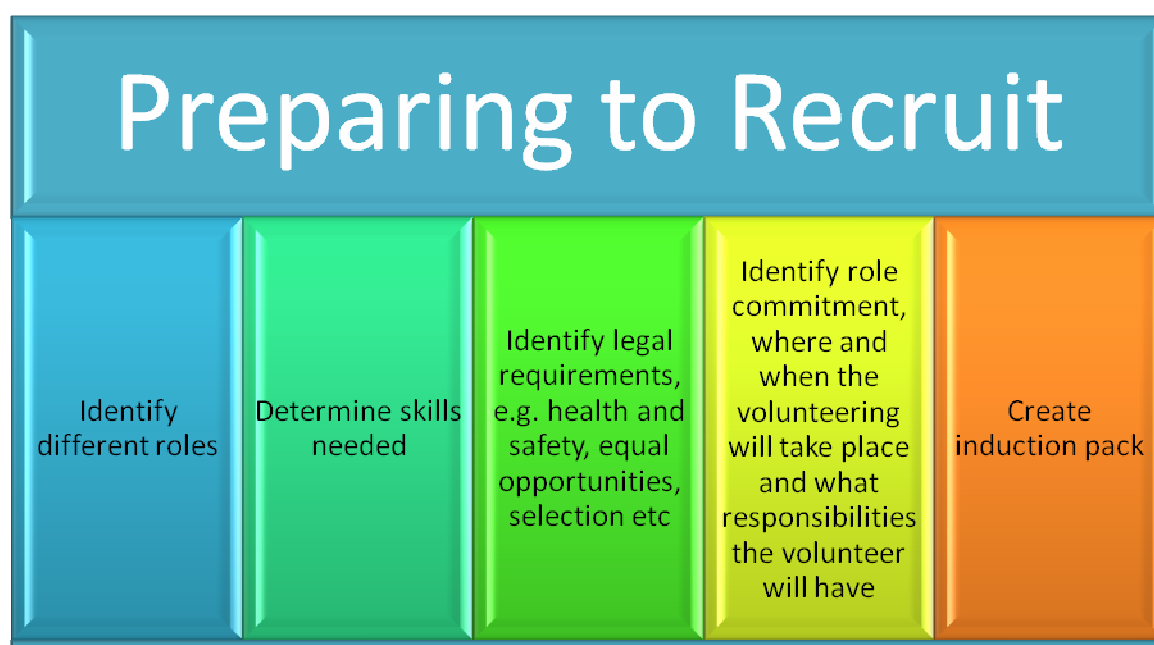 Preparing to Recruit
Identify
different roles
Determine skills
needed
Identify legal
requirements,
e.g. health and
safety, equal
opportunities,
selection etc
Identify role
commitment,
where and
when the
volunteering
will take place
and what
responsibilities
the volunteer
will have
Create
induction pack